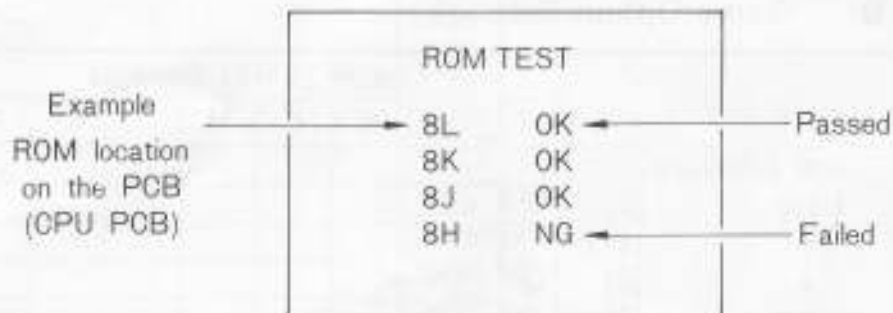 ROM TEST
Example
ROM location
on the PCB
(CPU PCB)
8L OK Passed
8K OK
8J OK
8H NG Failed